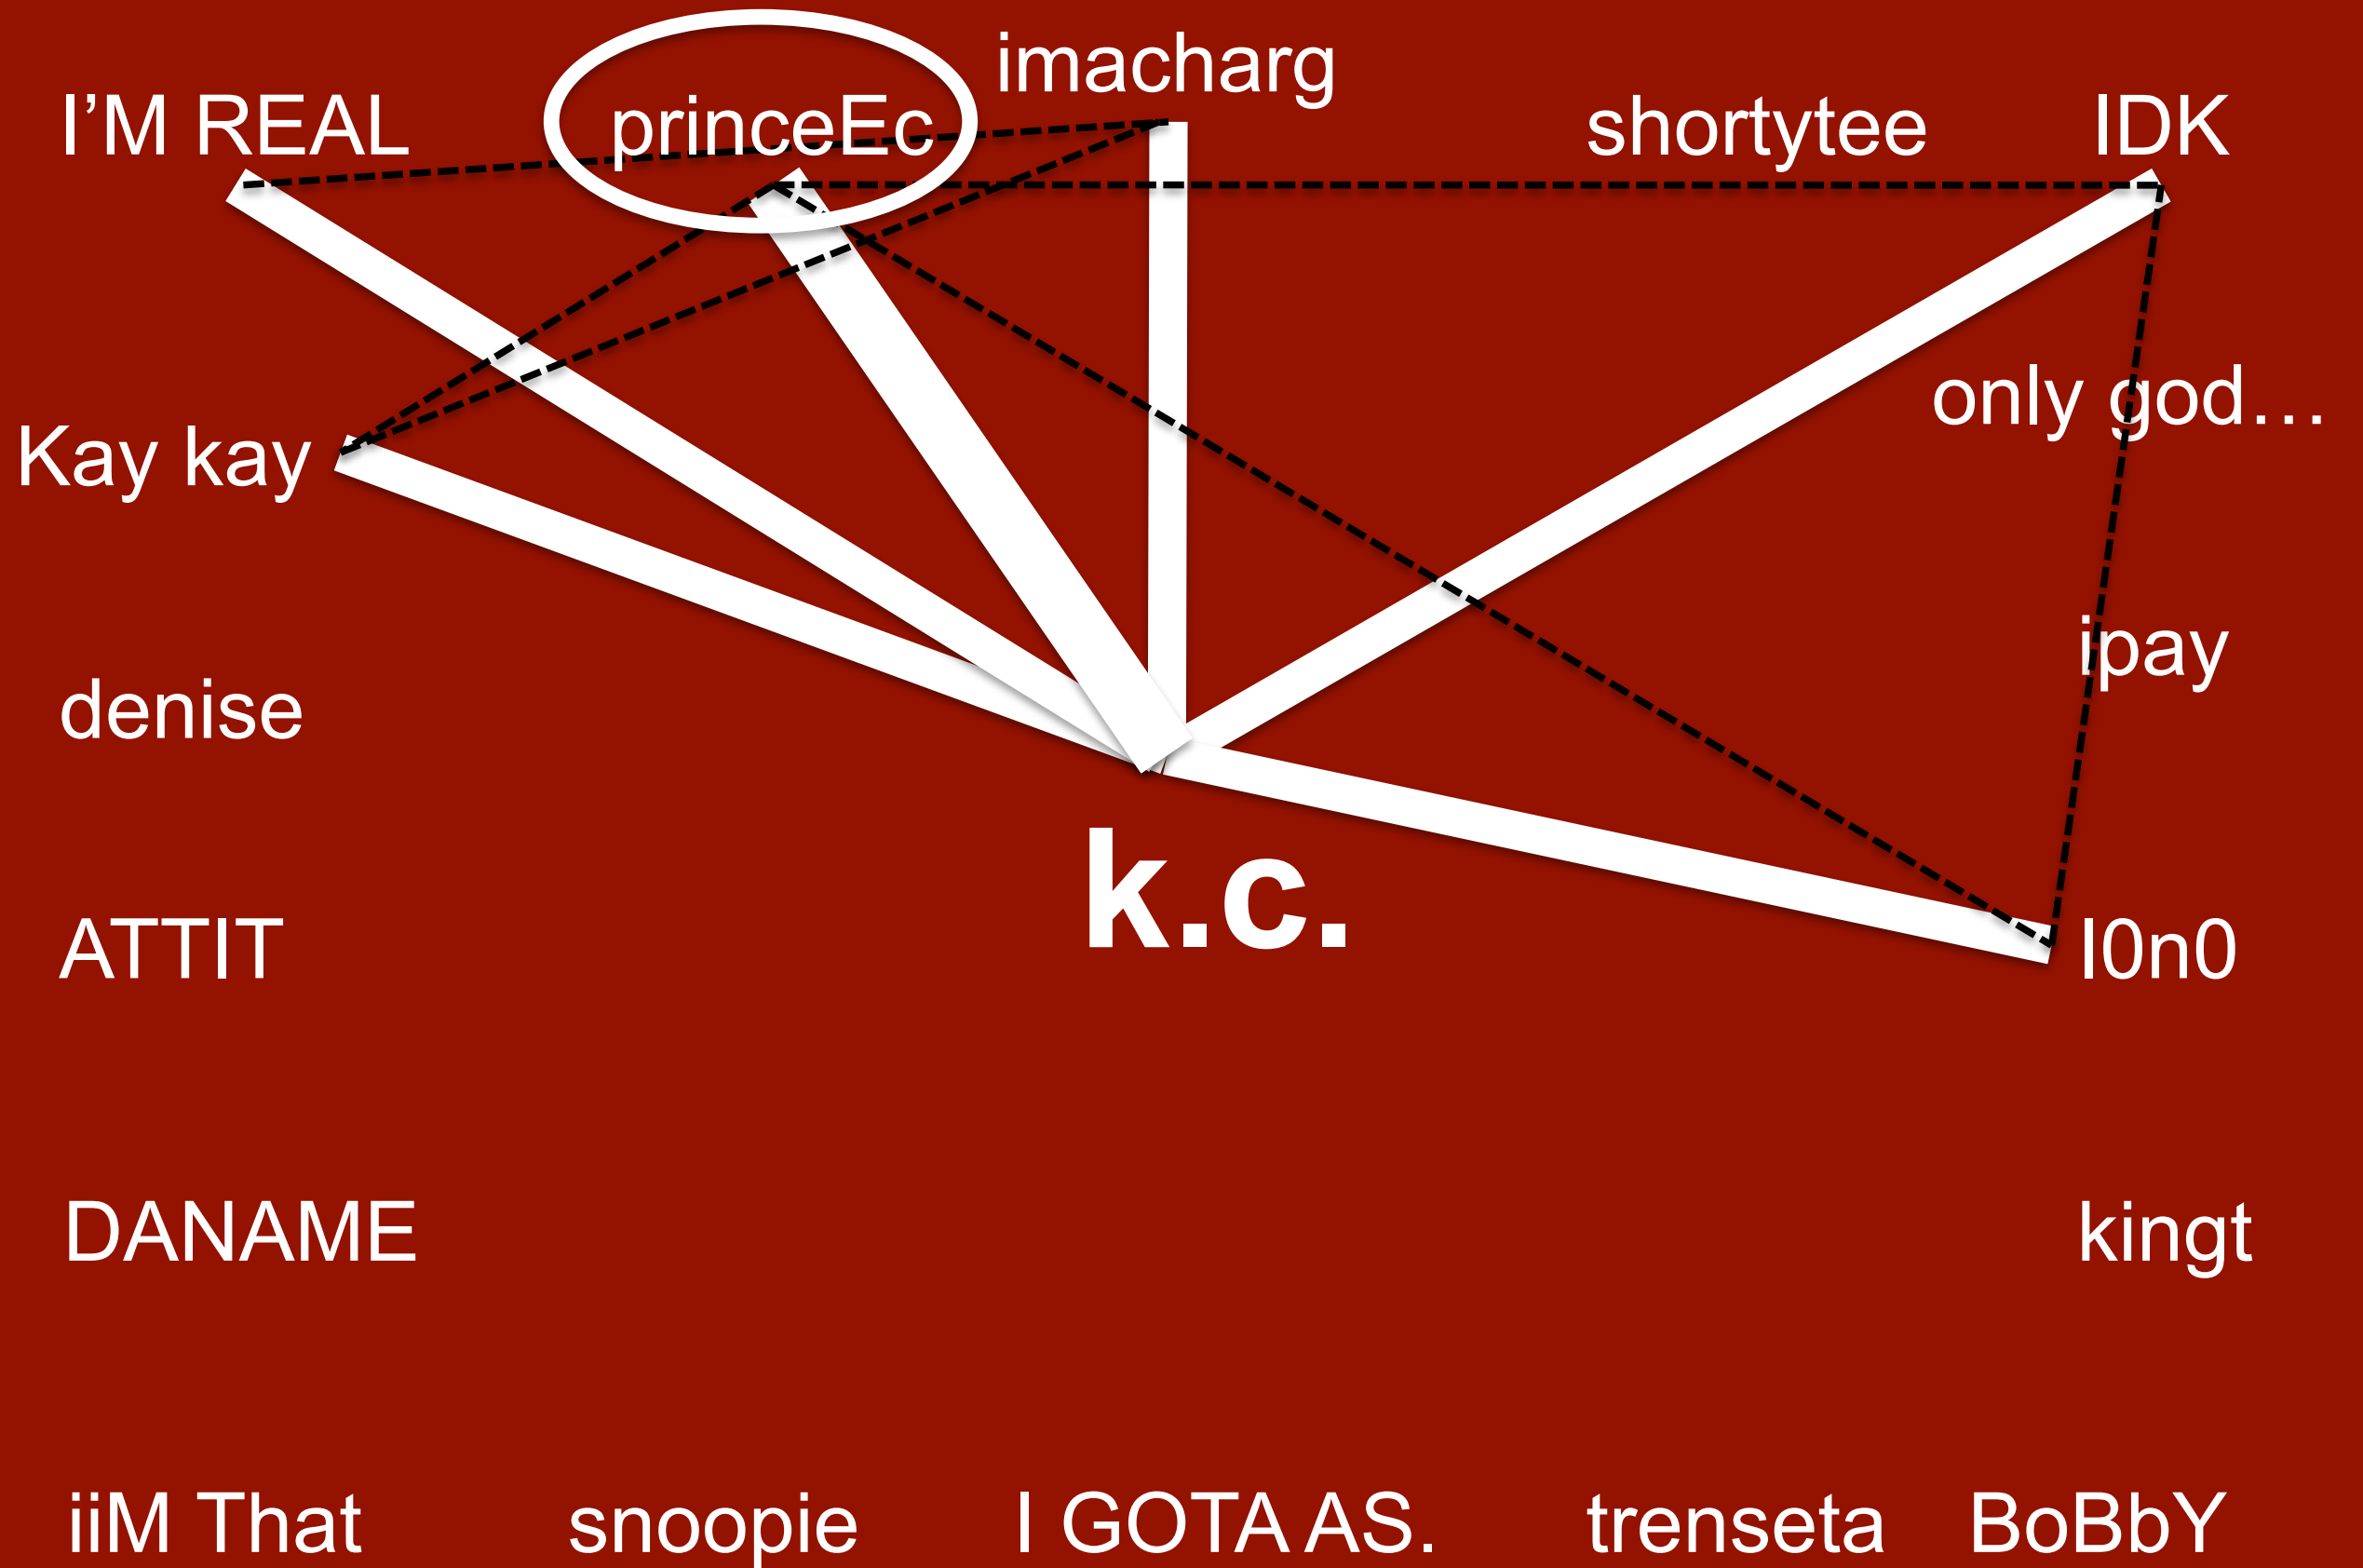 imacharg
I’M REAL princeEc shortytee IDK
only god…
Kay kay
ipay
denise
k.c.
ATTIT I0n0
DANAME kingt
iiM That snoopie I GOTA AS. trenseta BoBbY